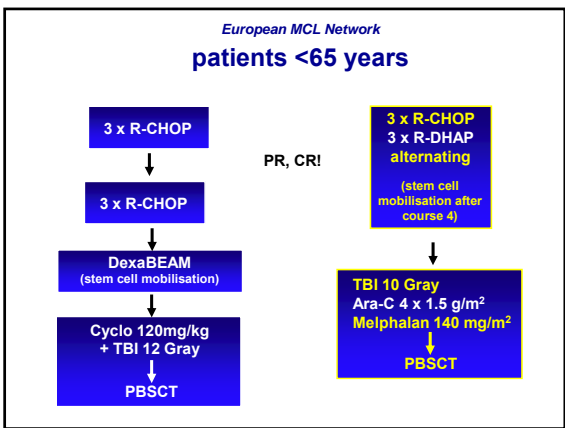 European MCL Network
patients <65 years
3 x R-CHOP
3 x R-CHOP
DexaBEAM
(stem cell mobilisation)
Cyclo 120mg/kg
+ TBI 12 Gray
PBSCT
PR, CR!
3 x R-CHOP
3 x R-DHAP
alternating
(stem cell
mobilisation after
course 4)
TBI 10 Gray
Ara-C 4 x 1.5 g/m²
Melphalan 140 mg/m²
PBSCT